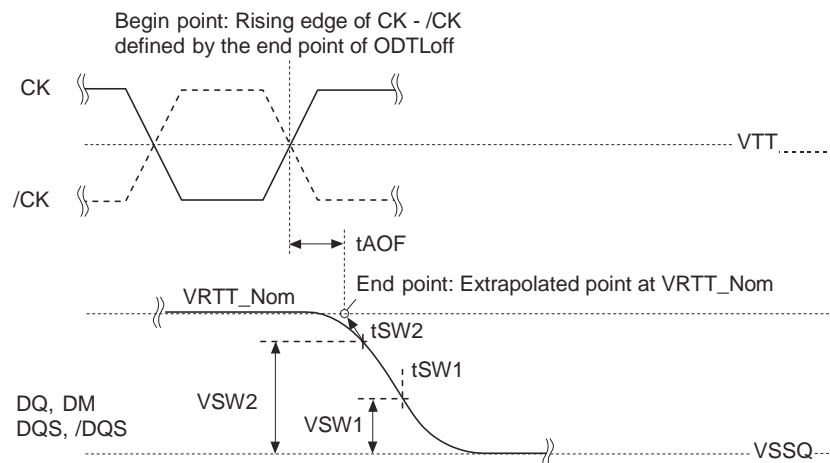 Begin point: Rising edge of CK - /CK
defined by the end point of ODTLoff
CK
VTT
/CK
tAOF
End point: Extrapolated point at VRTT_Nom
VRTT_Nom
tSW2
tSW1
VSW2
VSW1
DQ, DM
DQS, /DQS
VSSQ